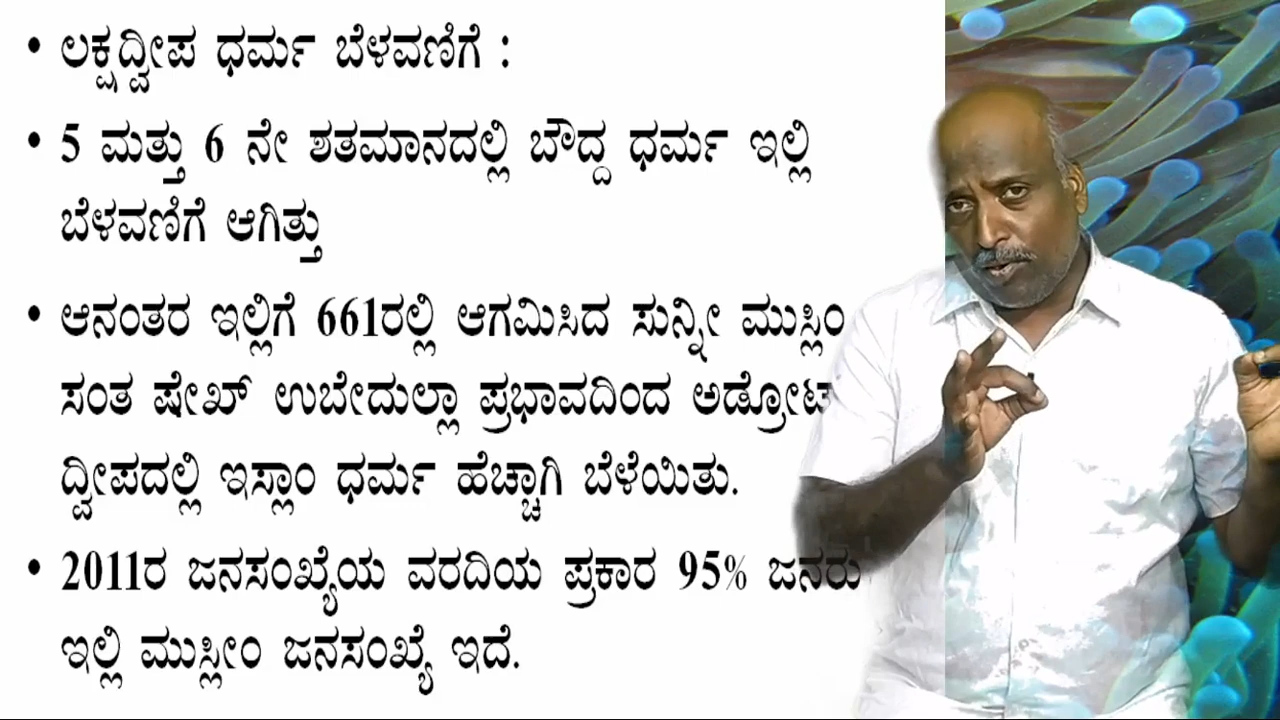 • ಲಕ್ಷದ್ವೀಪ ಧರ್ಮ ಬೆಳವಣಿಗೆ :
• 5 ಮತ್ತು 6 ನೇ ಶತಮಾನದಲ್ಲಿ ಬೌದ್ದ ಧರ್ಮ ಇಲ್ಲಿ
ಬೆಳವಣಿಗೆ ಆಗಿತ್ತು
• ಆನಂತರ ಇಲ್ಲಿಗೆ 661ರಲ್ಲಿ ಆಗಮಿಸಿದ ಸುನ್ನೀ ಮುಸ್ಲಿಂ
ಸಂತ ಷೇಖ್ ಉಬೇದುಲ್ಲಾ ಪ್ರಭಾವದಿಂದ
ದ್ವೀಪದಲ್ಲಿ ಇಸ್ಲಾಂ ಧರ್ಮ ಹೆಚ್ಚಾಗಿ ಬೆಳೆಯಿತು.
• 2011ರ ಜನಸಂಖ್ಯೆಯ ವರದಿಯ ಪ್ರಕಾರ 95% ಜನರು
ಇಲ್ಲಿ ಮುಸ್ಲೀಂ ಜನಸಂಖ್ಯೆ ಇದೆ.